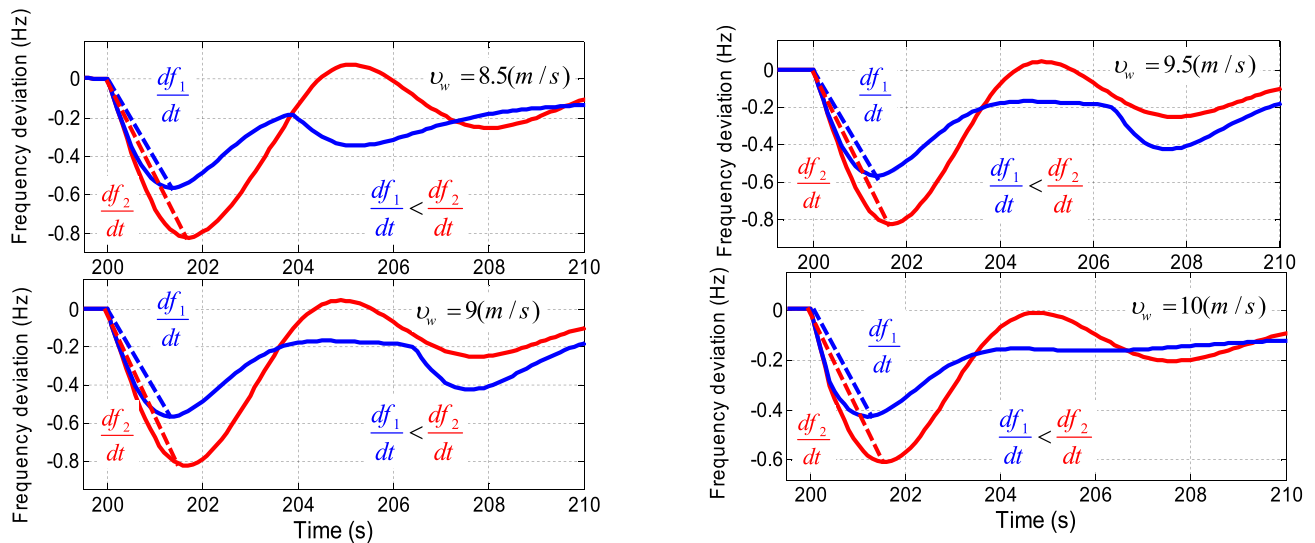 Frequency deviation (Hz)
0
-0.2
-0.4
-0.6
-0.8
df₁/dt
df₂/dt
υ_w = 8.5(m / s)
df₁/dt < df₂/dt
200 202 204 206 208 210
Frequency deviation (Hz)
0
-0.2
-0.4
-0.6
-0.8
df₁/dt
df₂/dt
υ_w = 9(m / s)
df₁/dt < df₂/dt
200 202 204 206 208 210
Time (s)
Frequency deviation (Hz)
0
-0.2
-0.4
-0.6
-0.8
df₁/dt
df₂/dt
υ_w = 9.5(m / s)
df₁/dt < df₂/dt
200 202 204 206 208 210
Frequency deviation (Hz)
0
-0.2
-0.4
-0.6
df₁/dt
df₂/dt
υ_w = 10(m / s)
df₁/dt < df₂/dt
200 202 204 206 208 210
Time (s)